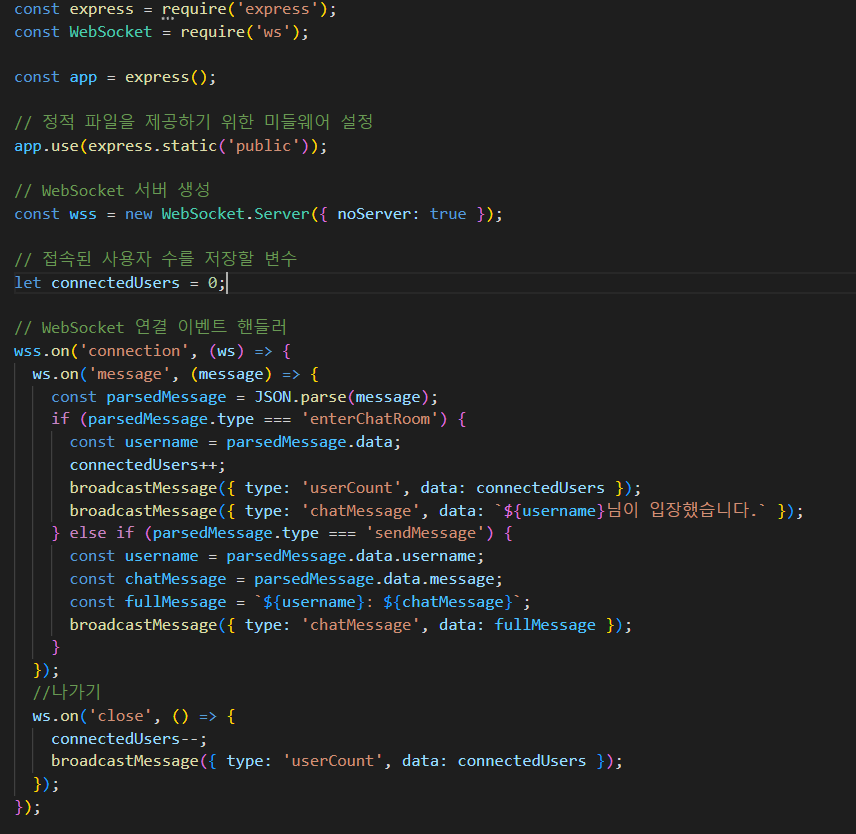 const express = require('express');
const WebSocket = require('ws');
const app = express();
// 정적 파일을 제공하기 위한 미들웨어 설정
app.use(express.static('public'));
// WebSocket 서버 생성
const wss = new WebSocket.Server({ noServer: true });
// 접속된 사용자 수를 저장할 변수
let connectedUsers = 0;
// WebSocket 연결 이벤트 핸들러
wss.on('connection', (ws) => {
  ws.on('message', (message) => {
    const parsedMessage = JSON.parse(message);
    if (parsedMessage.type === 'enterChatRoom') {
      const username = parsedMessage.data;
      connectedUsers++;
      broadcastMessage({ type: 'userCount', data: connectedUsers });
      broadcastMessage({ type: 'chatMessage', data: `${username}님이 입장했습니다.` });
    } else if (parsedMessage.type === 'sendMessage') {
      const username = parsedMessage.data.username;
      const chatMessage = parsedMessage.data.message;
      const fullMessage = `${username}: ${chatMessage}`;
      broadcastMessage({ type: 'chatMessage', data: fullMessage });
    }
  });
  //나가기
  ws.on('close', () => {
    connectedUsers--;
    broadcastMessage({ type: 'userCount', data: connectedUsers });
  });
});